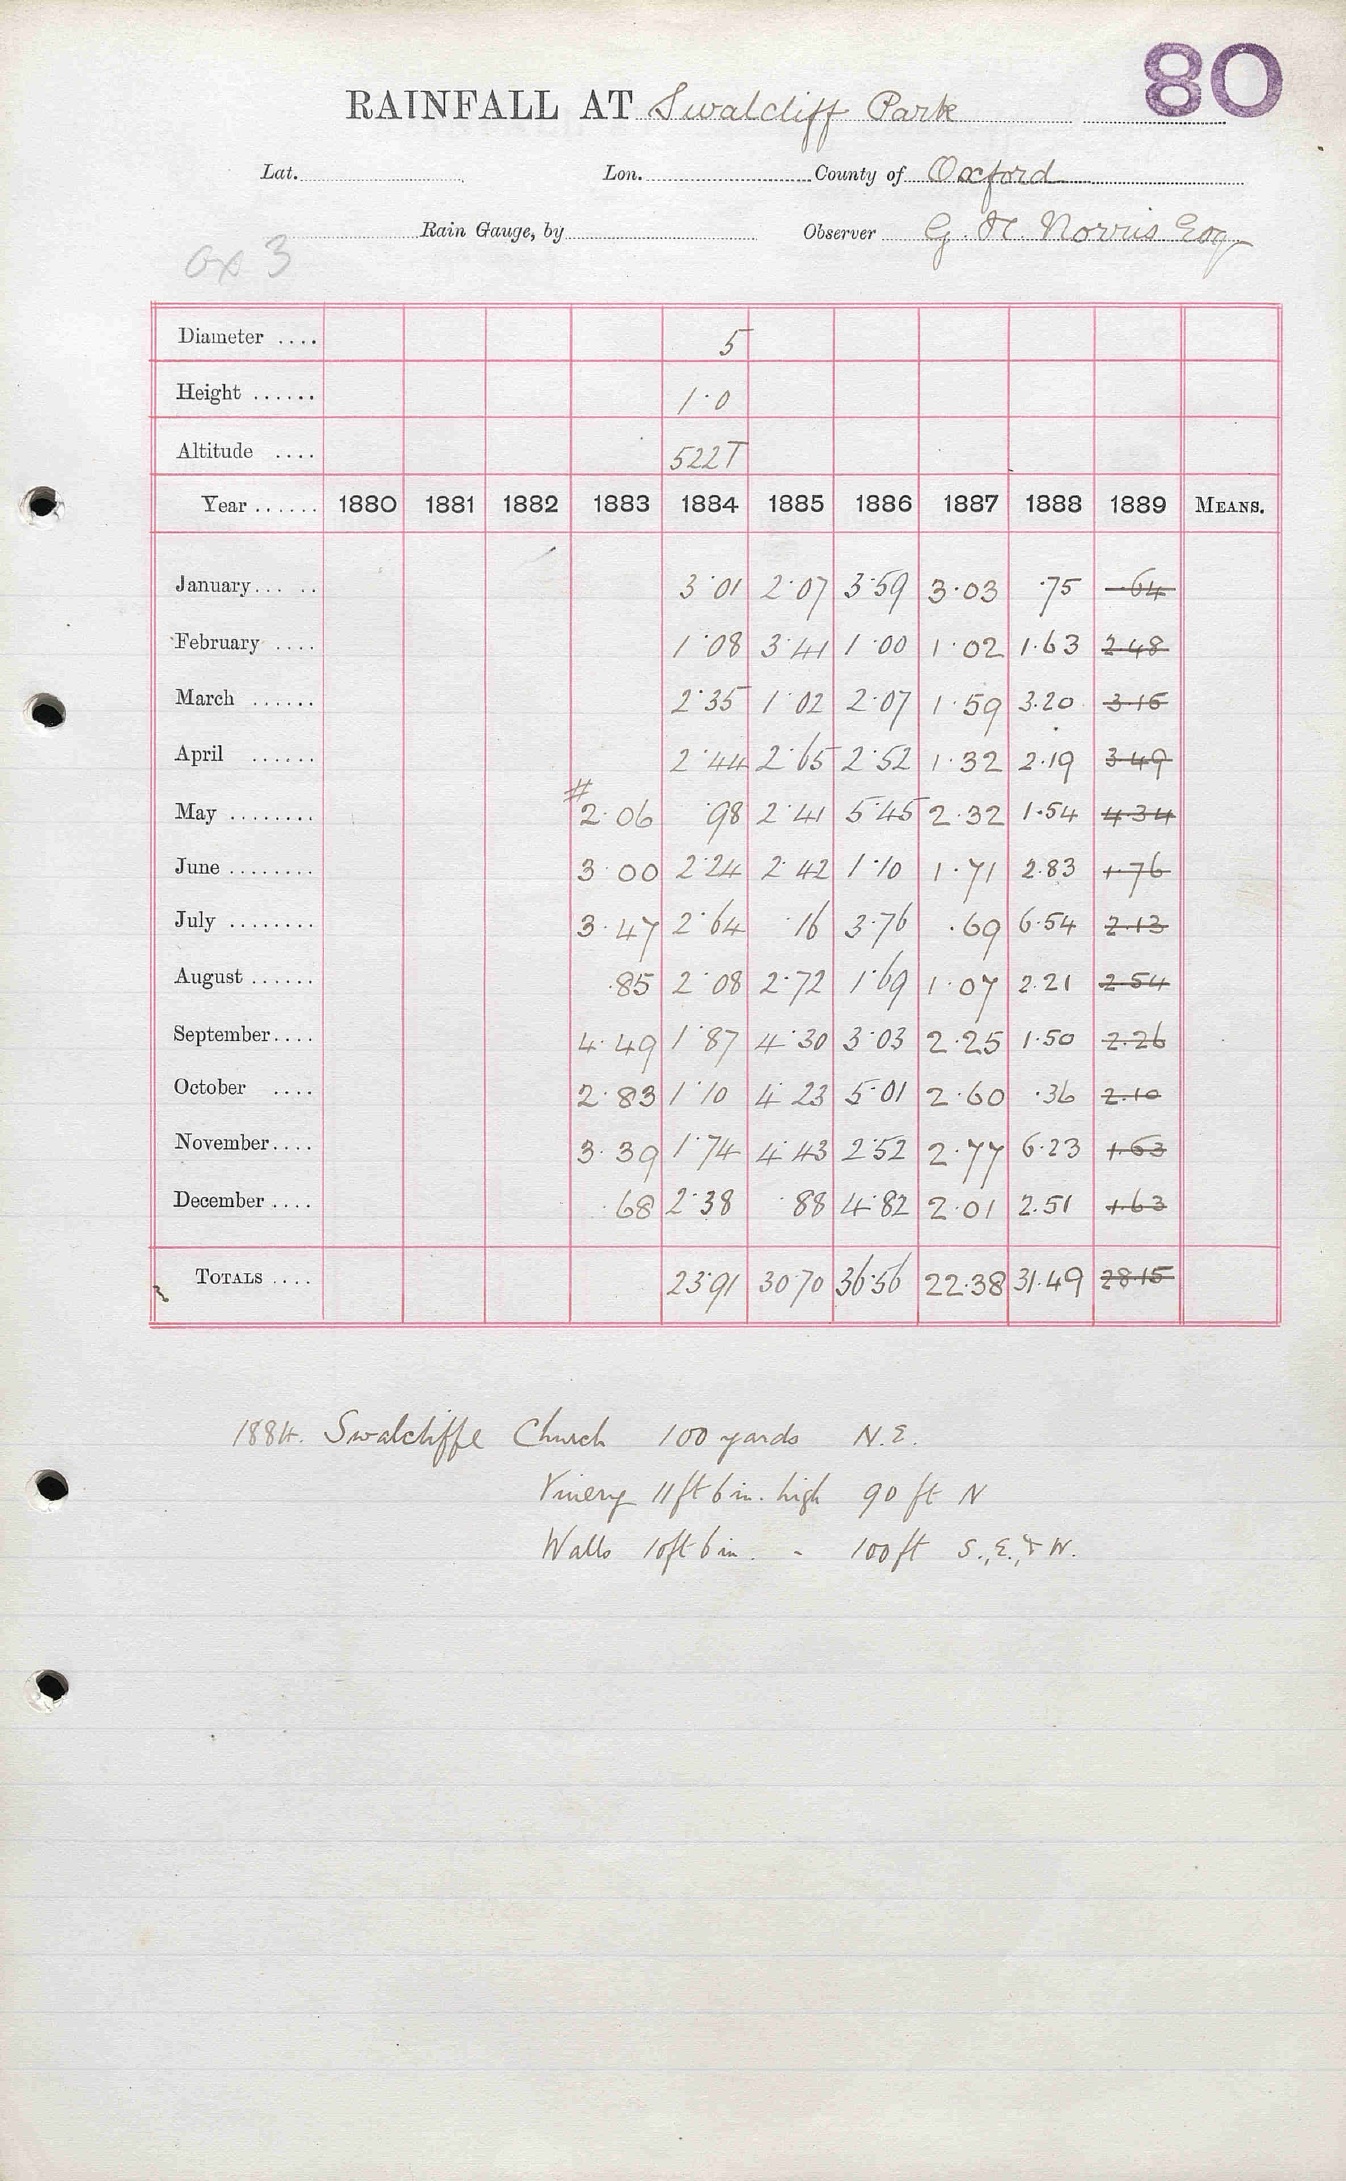 80
RAINFALL AT Swalcliff Park
Lat. Lon. County of Oxford
Rain Gauge, by Observer G. H. Norris Esq
Ox 3
Diameter .... 5
Height ...... 1·0
Altitude .... 522T
Year ...... 1880 1881 1882 1883 1884 1885 1886 1887 1888 1889 MEANS.
January... .. 3·01 2·07 3·59 3·03 ·75 ·64
February .... 1·08 3·41 1·00 1·02 1·63 2·48
March ...... 2·35 1·02 2·07 1·59 3·20 3·16
April ...... 2·44 2·65 2·52 1·32 2·19 3·49
#
May ........ 2·06 ·98 2·41 5·45 2·32 1·54 4·34
June ........ 3·00 2·24 2·42 1·10 1·71 2·83 1·76
July ........ 3·47 2·64 ·16 3·76 ·69 6·54 2·13
August ...... ·85 2·08 2·72 1·69 1·07 2·21 2·54
September.... 4·49 1·87 4·30 3·03 2·25 1·50 2·26
October .... 2·83 1·10 4·23 5·01 2·60 ·36 2·10
November.... 3·39 1·74 4·43 2·52 2·77 6·23 1·63
December .... ·68 2·38 ·88 4·82 2·01 2·51 1·63
TOTALS .... 23·91 30·70 36·56 22·38 31·49 28·15
1884. Swalcliffe Church 100 yards N.E.
Vinery 11ft 6in. high 90 ft N
Walls 10ft 6in. - 100ft S., E., & W.